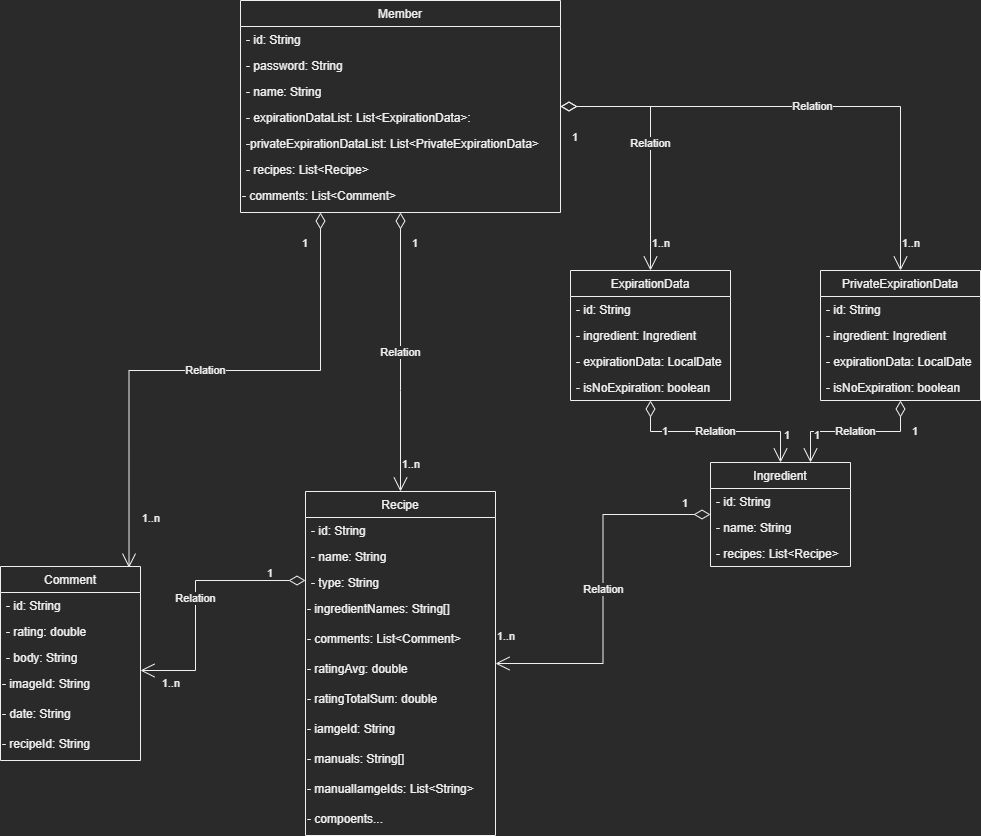 Member
- id: String
- password: String
- name: String
- expirationDataList: List<ExpirationData>:
-privateExpirationDataList: List<PrivateExpirationData>
- recipes: List<Recipe>
- comments: List<Comment>
Relation
1
Relation
1
1
1..n
1..n
ExpirationData
- id: String
- ingredient: Ingredient
- expirationData: LocalDate
- isNoExpiration: boolean
PrivateExpirationData
- id: String
- ingredient: Ingredient
- expirationData: LocalDate
- isNoExpiration: boolean
Relation
Relation
1
Relation
1
1
Relation
1
1..n
Ingredient
- id: String
- name: String
- recipes: List<Recipe>
1
Relation
1..n
Recipe
- id: String
- name: String
- type: String
- ingredientNames: String[]
- comments: List<Comment>
- ratingAvg: double
- ratingTotalSum: double
- iamgeId: String
- manuals: String[]
- manualIamgeIds: List<String>
- compoents...
1..n
1
Relation
1..n
Comment
- id: String
- rating: double
- body: String
- imageId: String
- date: String
- recipeId: String